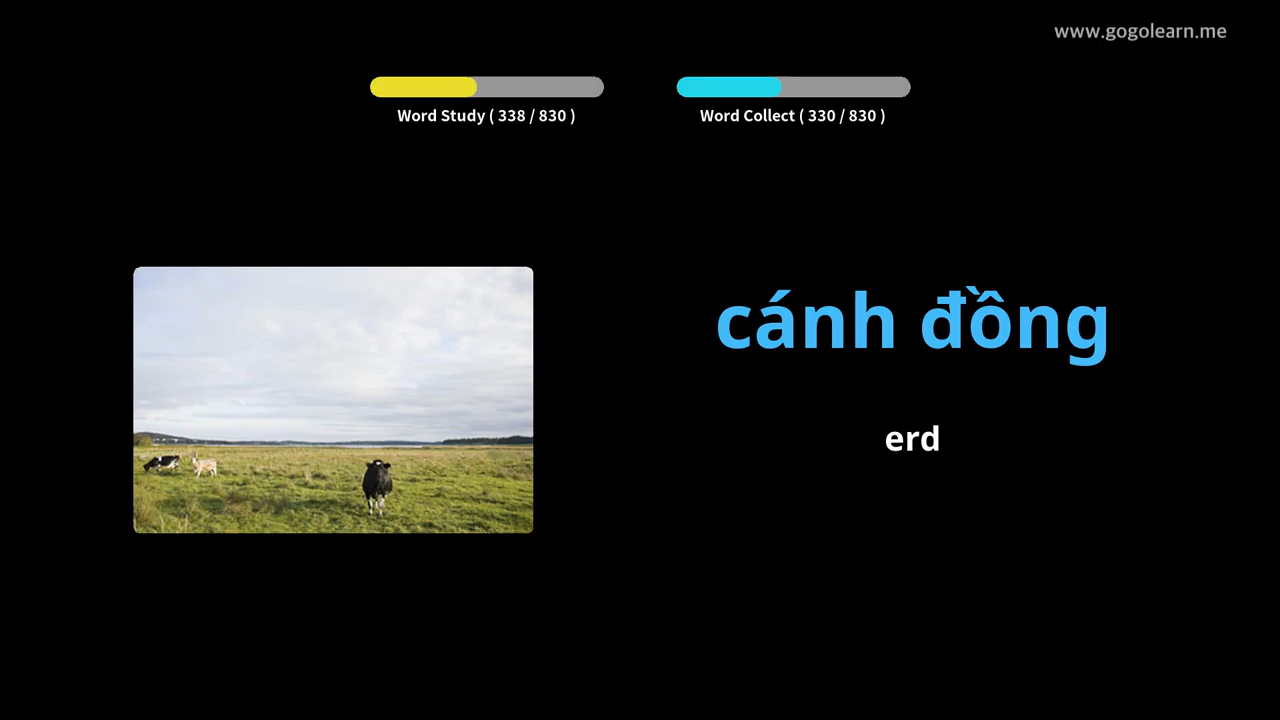 www.gogolearn.me
Word Study ( 338 / 830 )
Word Collect ( 330 / 830 )
cánh đồng
erd